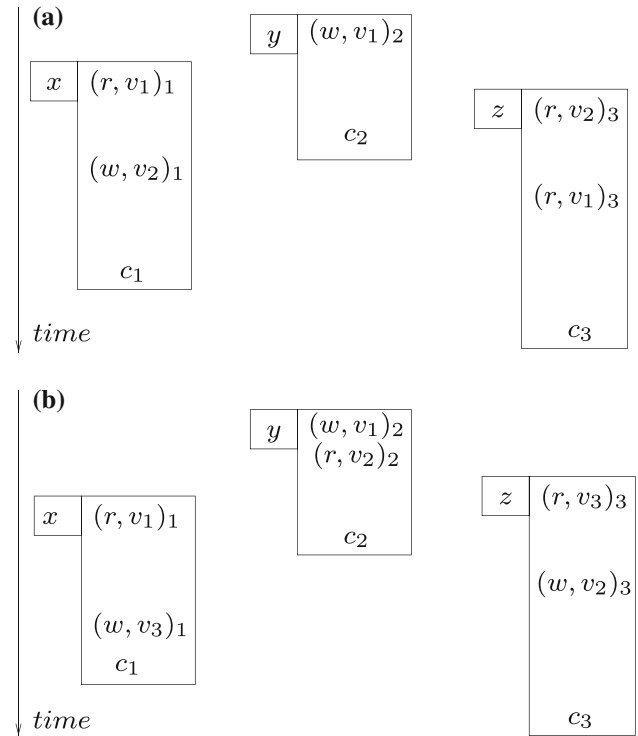 (a)
y (w, v₁)₂
x (r, v₁)₁
z (r, v₂)₃
c₂
(w, v₂)₁
(r, v₁)₃
c₁
time
c₃
(b)
y (w, v₁)₂
(r, v₂)₂
x (r, v₁)₁
z (r, v₃)₃
c₂
(w, v₂)₃
(w, v₃)₁
c₁
time
c₃